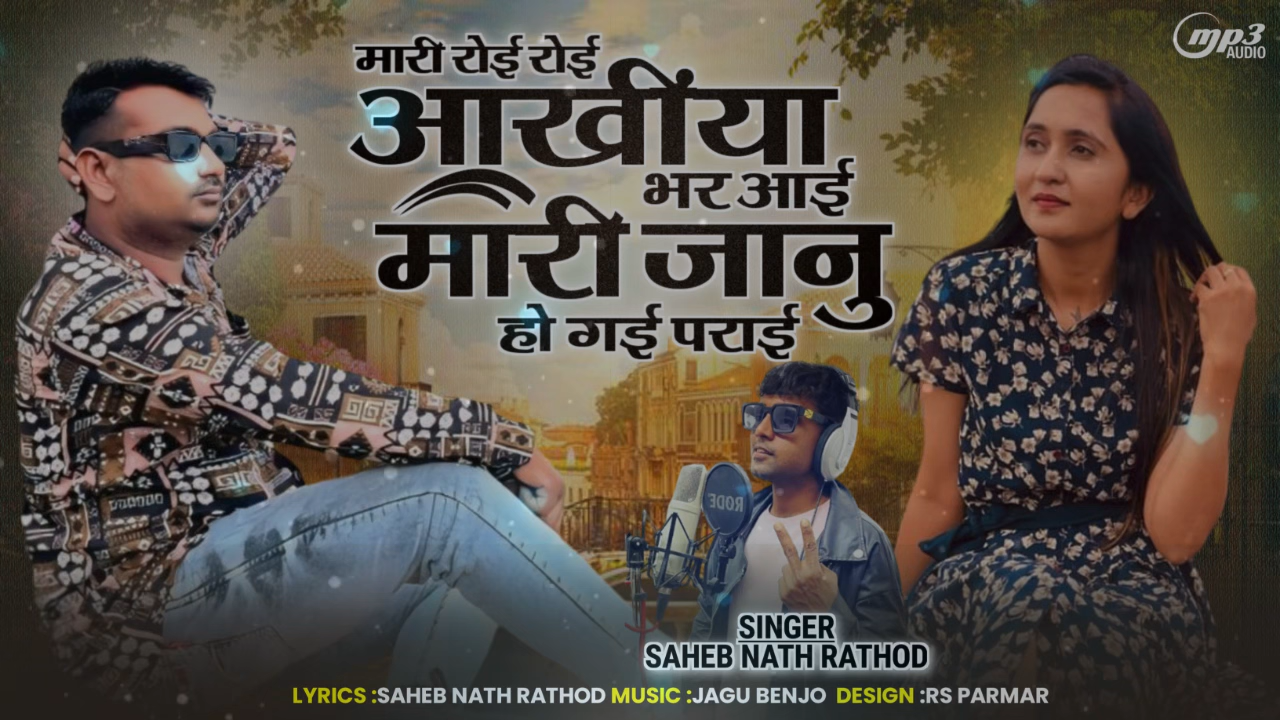 mp3
AUDIO
मारी रोई रोई
आखींया
भर आई
मारी जानु
हो गई पराई
RODE
SINGER
SAHEB NATH RATHOD
LYRICS :SAHEB NATH RATHOD MUSIC :JAGU BENJO DESIGN :RS PARMAR